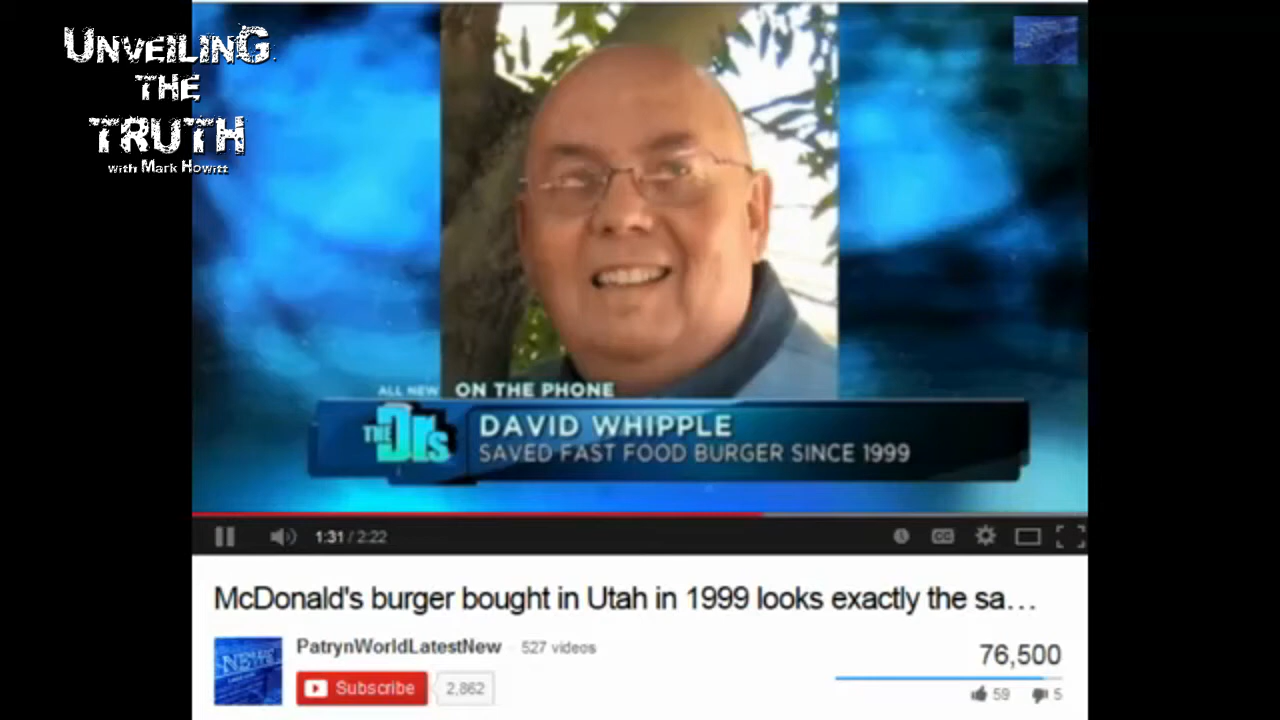 UNVEILING
THE
TRUTH
with Mark Howitt
ALL NEW ON THE PHONE
THE Drs
DAVID WHIPPLE
SAVED FAST FOOD BURGER SINCE 1999
1:31 / 2:22
CC
McDonald's burger bought in Utah in 1999 looks exactly the sa...
PatrynWorldLatestNew 527 videos
76,500
Subscribe 2,862
59 5